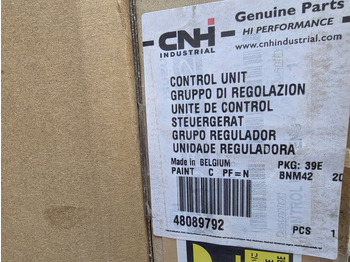 CNH
INDUSTRIAL
Genuine Parts
HI PERFORMANCE
www.cnhindustrial.com
CONTROL UNIT
GRUPPO DI REGOLAZION
UNITE DE CONTROL
STEUERGERAT
GRUPO REGULADOR
UNIDADE REGULADORA
Made in BELGIUM PKG: 39E
PAINT C PF=N BNM42 20
48089792
PCS 1